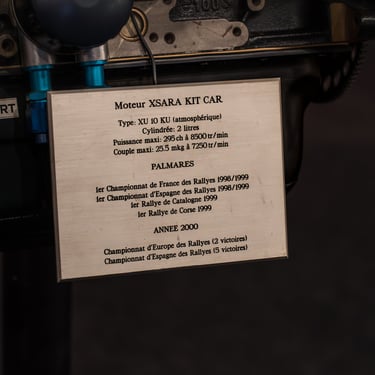 RT
Moteur XSARA KIT CAR
Type: XU 10 KU (atmosphérique)
Cylindrée: 2 litres
Puissance maxi: 295 ch à 8500 tr/min
Couple maxi: 25.5 mkg à 7250 tr/min
PALMARES
1er Championnat de France des Rallyes 1998/1999
1er Championnat d'Espagne des Rallyes 1998/1999
1er Rallye de Catalogne 1999
1er Rallye de Corse 1999
ANNEE 2000
Championnat d'Europe des Rallyes (2 victoires)
Championnat d'Espagne des Rallyes (5 victoires)